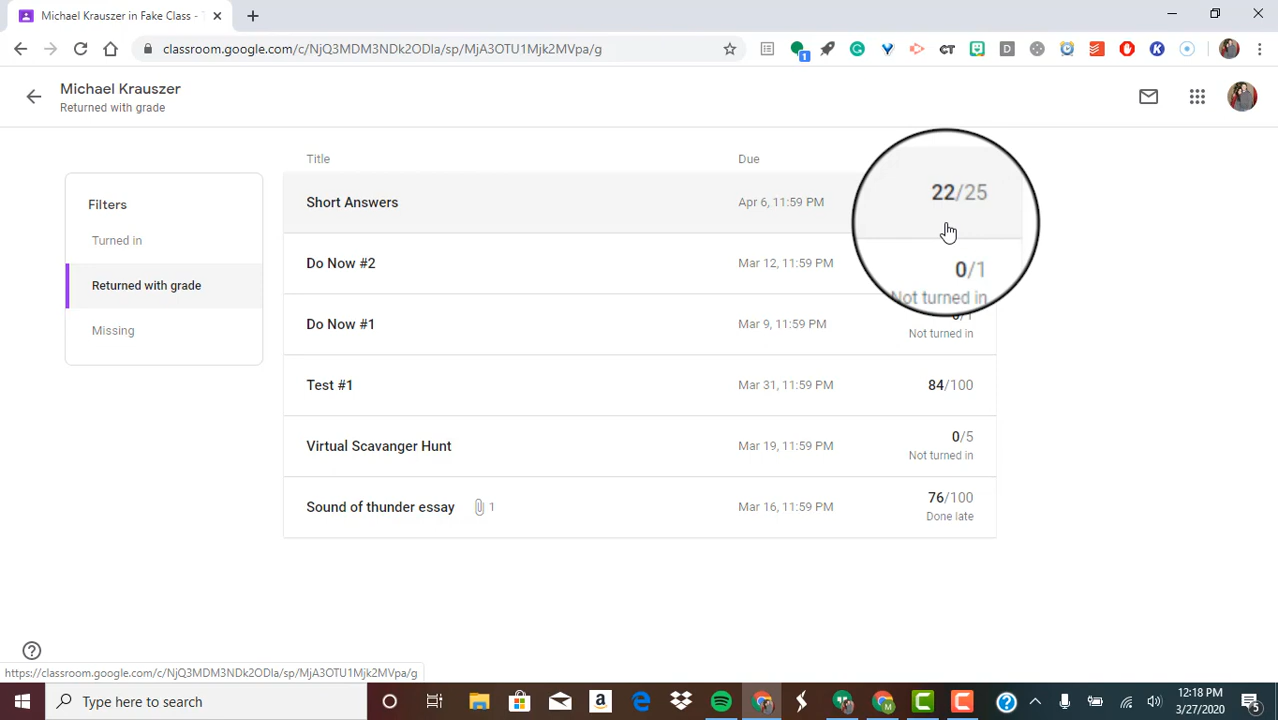 Michael Krauszer in Fake Class -
classroom.google.com/c/NjQ3MDM3NDk2ODla/sp/MjA3OTU1Mjk2MVpa/g
Michael Krauszer
Returned with grade
Filters
Turned in
Returned with grade
Missing
Title
Due
Short Answers
Apr 6, 11:59 PM
22/25
Do Now #2
Mar 12, 11:59 PM
0/1
Not turned in
Do Now #1
Mar 9, 11:59 PM
0/1
Not turned in
Test #1
Mar 31, 11:59 PM
84/100
Virtual Scavanger Hunt
Mar 19, 11:59 PM
0/5
Not turned in
Sound of thunder essay
1
Mar 16, 11:59 PM
76/100
Done late
https://classroom.google.com/c/NjQ3MDM3NDk2ODla/sp/MjA3OTU1Mjk2MVpa/g
Type here to search
12:18 PM
3/27/2020
5